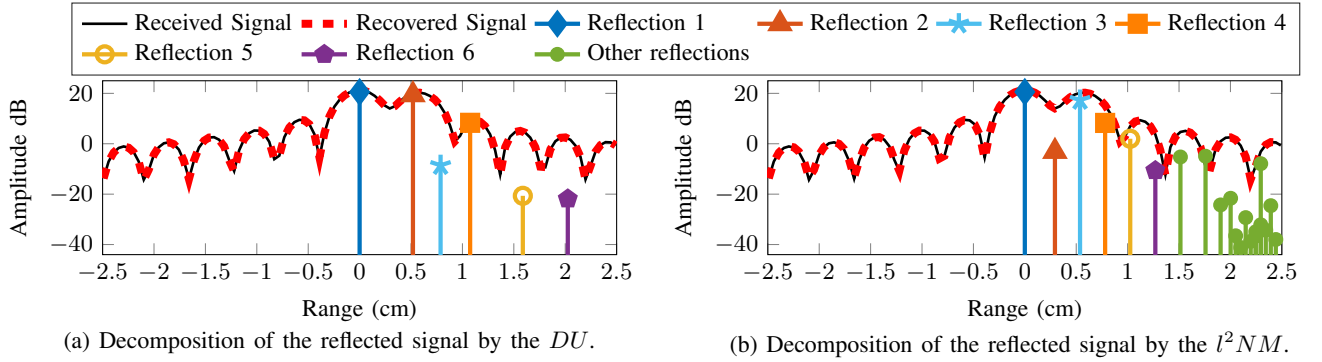 Received Signal Recovered Signal Reflection 1 Reflection 2 Reflection 3 Reflection 4
Reflection 5 Reflection 6 Other reflections
Amplitude dB
20
0
−20
−40
−2.5 −2 −1.5 −1 −0.5 0 0.5 1 1.5 2 2.5
Range (cm)
(a) Decomposition of the reflected signal by the DU.
Amplitude dB
20
0
−20
−40
−2.5 −2 −1.5 −1 −0.5 0 0.5 1 1.5 2 2.5
Range (cm)
(b) Decomposition of the reflected signal by the l²NM.